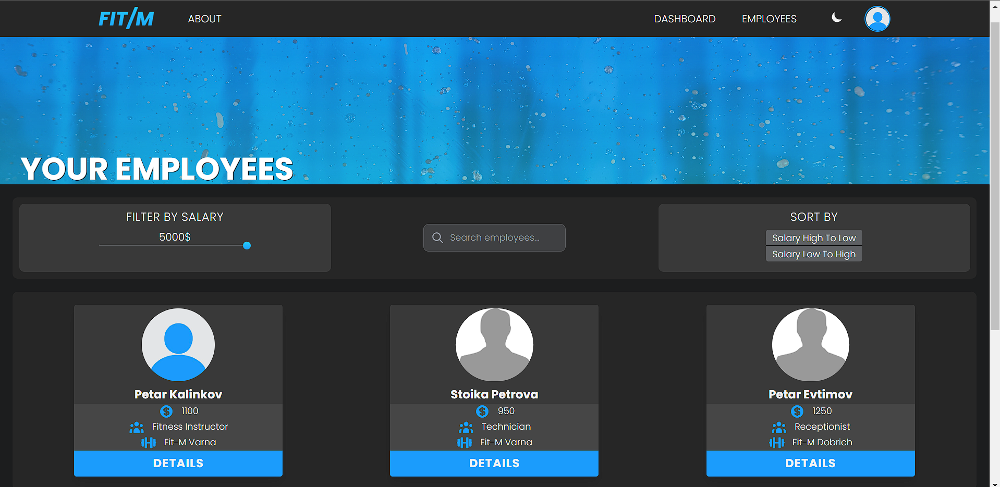 FIT/M
ABOUT
DASHBOARD
EMPLOYEES
YOUR EMPLOYEES
FILTER BY SALARY
5000$
Search employees...
SORT BY
Salary High To Low
Salary Low To High
Petar Kalinkov
1100
Fitness Instructor
Fit-M Varna
DETAILS
Stoika Petrova
950
Technician
Fit-M Varna
DETAILS
Petar Evtimov
1250
Receptionist
Fit-M Dobrich
DETAILS